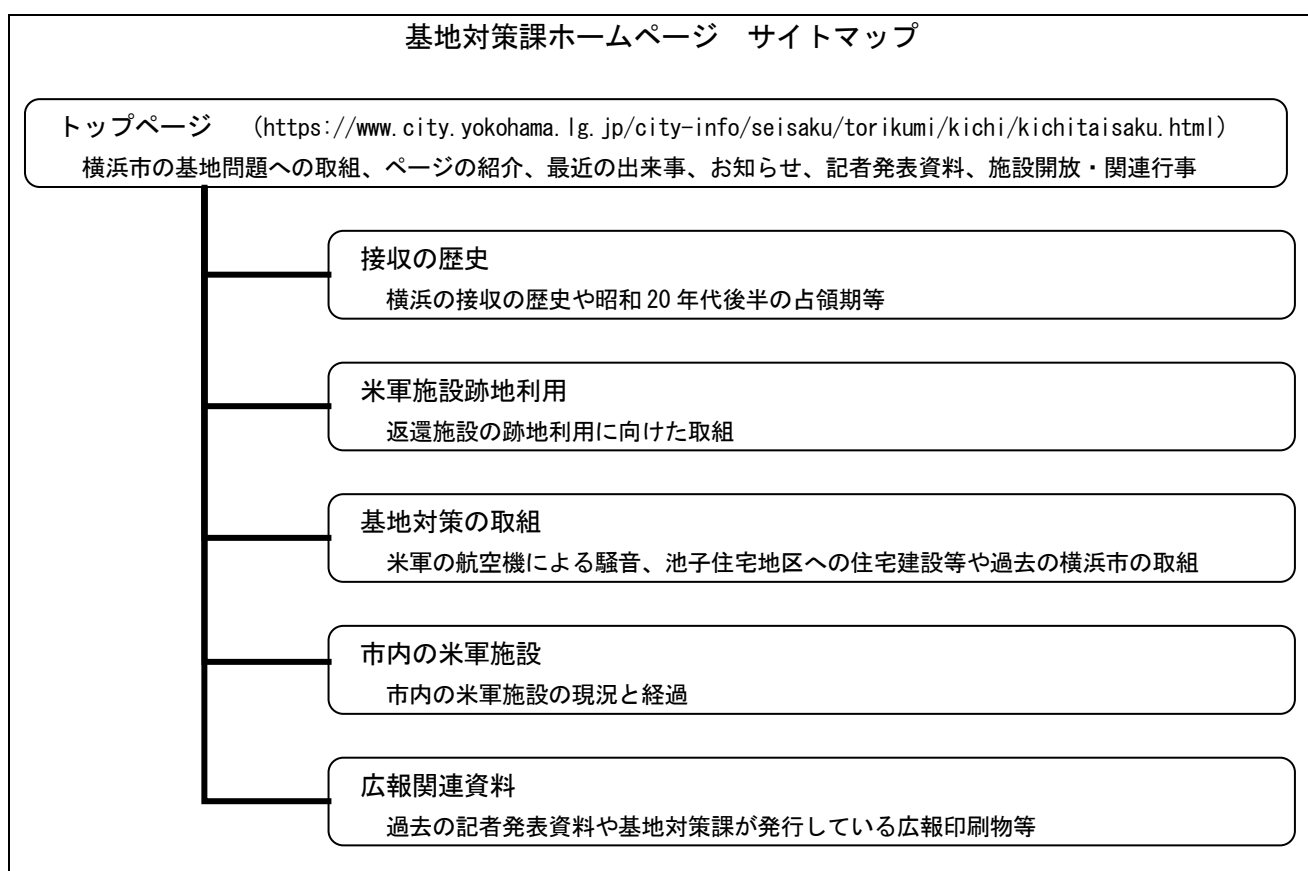 基地対策課ホームページ　サイトマップ
トップページ　（https://www.city.yokohama.lg.jp/city-info/seisaku/torikumi/kichi/kichitaisaku.html）
横浜市の基地問題への取組、ページの紹介、最近の出来事、お知らせ、記者発表資料、施設開放・関連行事
接収の歴史
横浜の接収の歴史や昭和 20 年代後半の占領期等
米軍施設跡地利用
返還施設の跡地利用に向けた取組
基地対策の取組
米軍の航空機による騒音、池子住宅地区への住宅建設等や過去の横浜市の取組
市内の米軍施設
市内の米軍施設の現況と経過
広報関連資料
過去の記者発表資料や基地対策課が発行している広報印刷物等